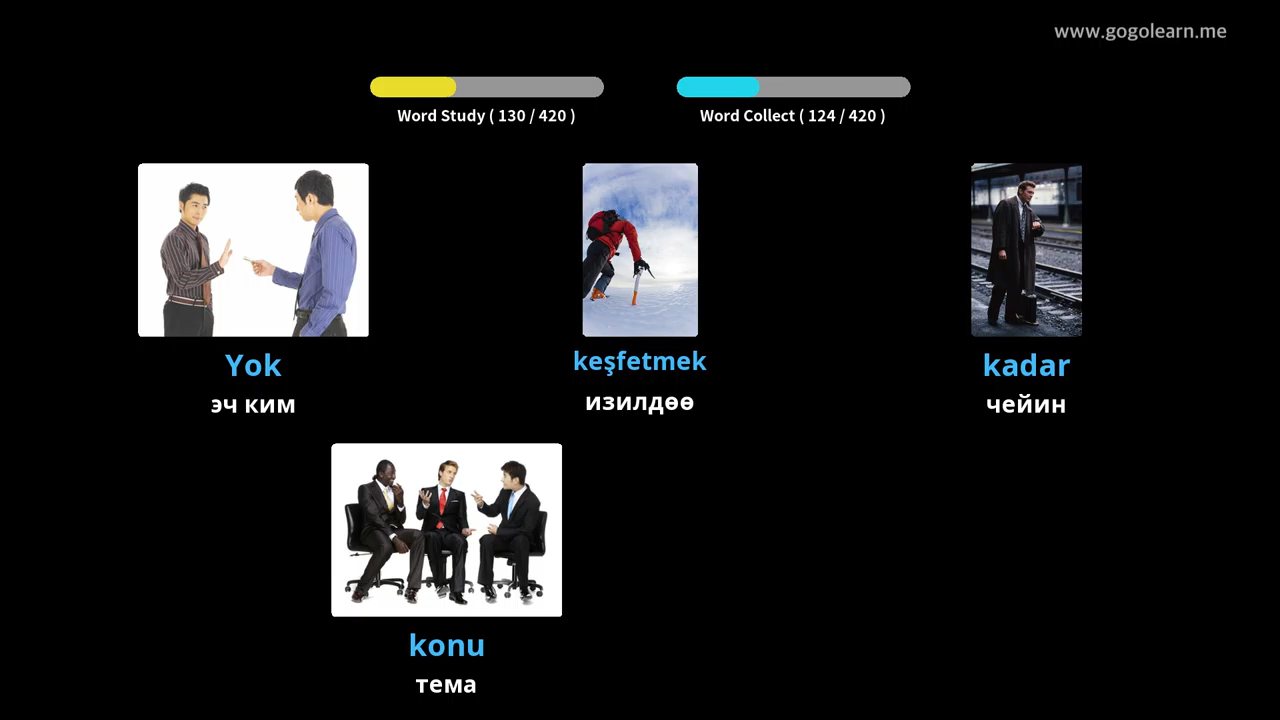 www.gogolearn.me
Word Study ( 130 / 420 )
Word Collect ( 124 / 420 )
Yok
эч ким
keşfetmek
изилдөө
kadar
чейин
konu
тема